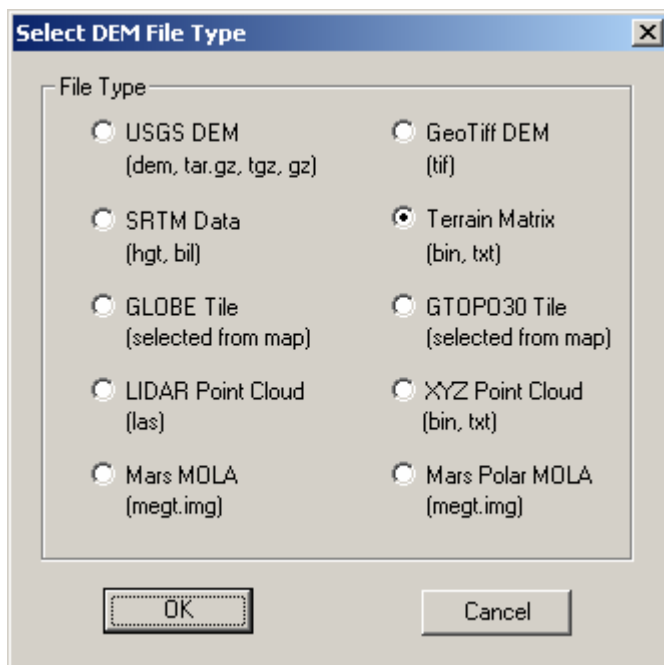 Select DEM File Type
File Type
USGS DEM
(dem, tar.gz, tgz, gz)
GeoTiff DEM
(tif)
SRTM Data
(hgt, bil)
Terrain Matrix
(bin, txt)
GLOBE Tile
(selected from map)
GTOPO30 Tile
(selected from map)
LIDAR Point Cloud
(las)
XYZ Point Cloud
(bin, txt)
Mars MOLA
(megt.img)
Mars Polar MOLA
(megt.img)
OK
Cancel